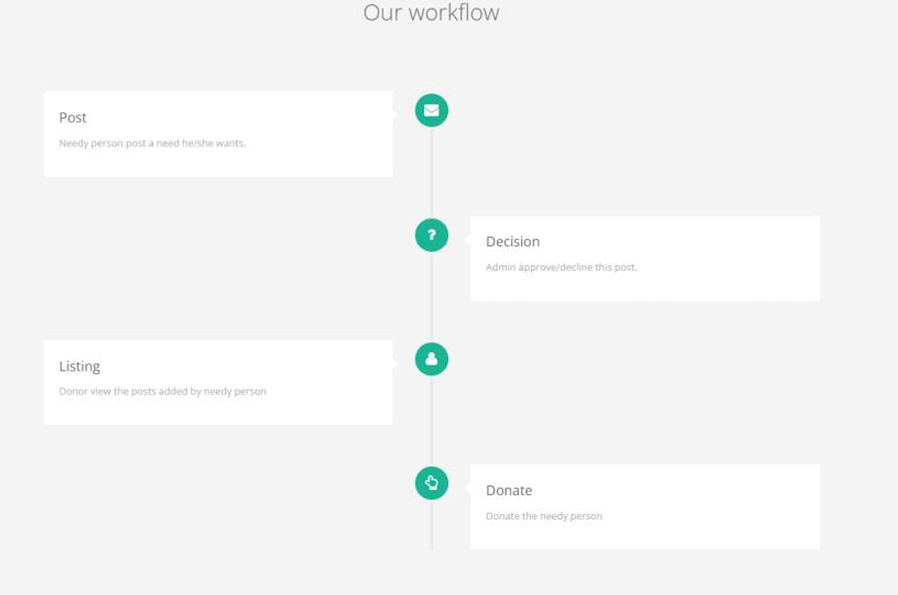 Our workflow
Post
Needy person post a need he/she wants.
?
Decision
Admin approve/decline this post.
Listing
Donor view the posts added by needy person
Donate
Donate the needy person